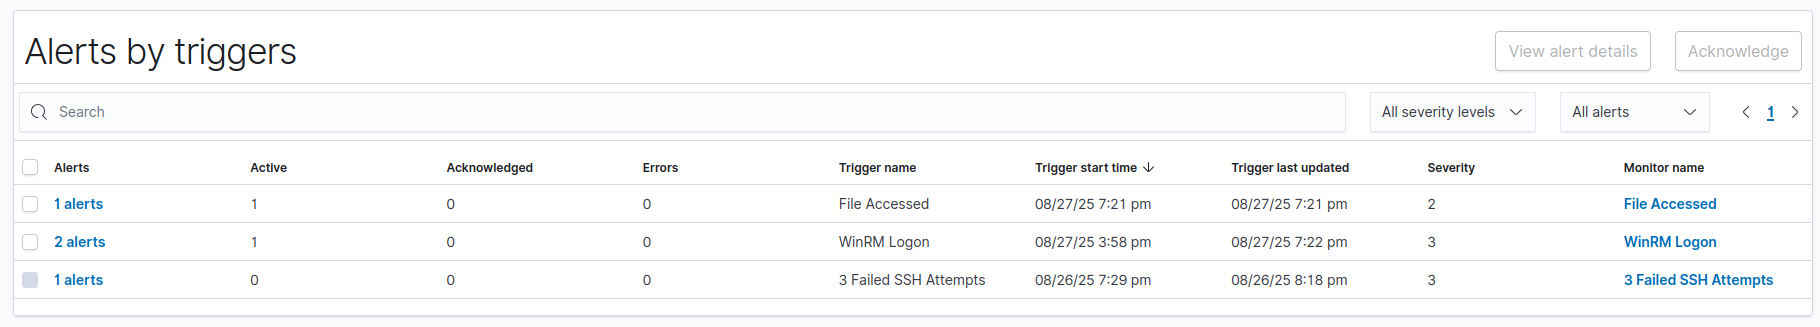 Alerts by triggers
View alert details
Acknowledge
Search
All severity levels
All alerts
1
Alerts Active Acknowledged Errors Trigger name Trigger start time Trigger last updated Severity Monitor name
1 alerts 1 0 0 File Accessed 08/27/25 7:21 pm 08/27/25 7:21 pm 2 File Accessed
2 alerts 1 0 0 WinRM Logon 08/27/25 3:58 pm 08/27/25 7:22 pm 3 WinRM Logon
1 alerts 0 0 0 3 Failed SSH Attempts 08/26/25 7:29 pm 08/26/25 8:18 pm 3 3 Failed SSH Attempts